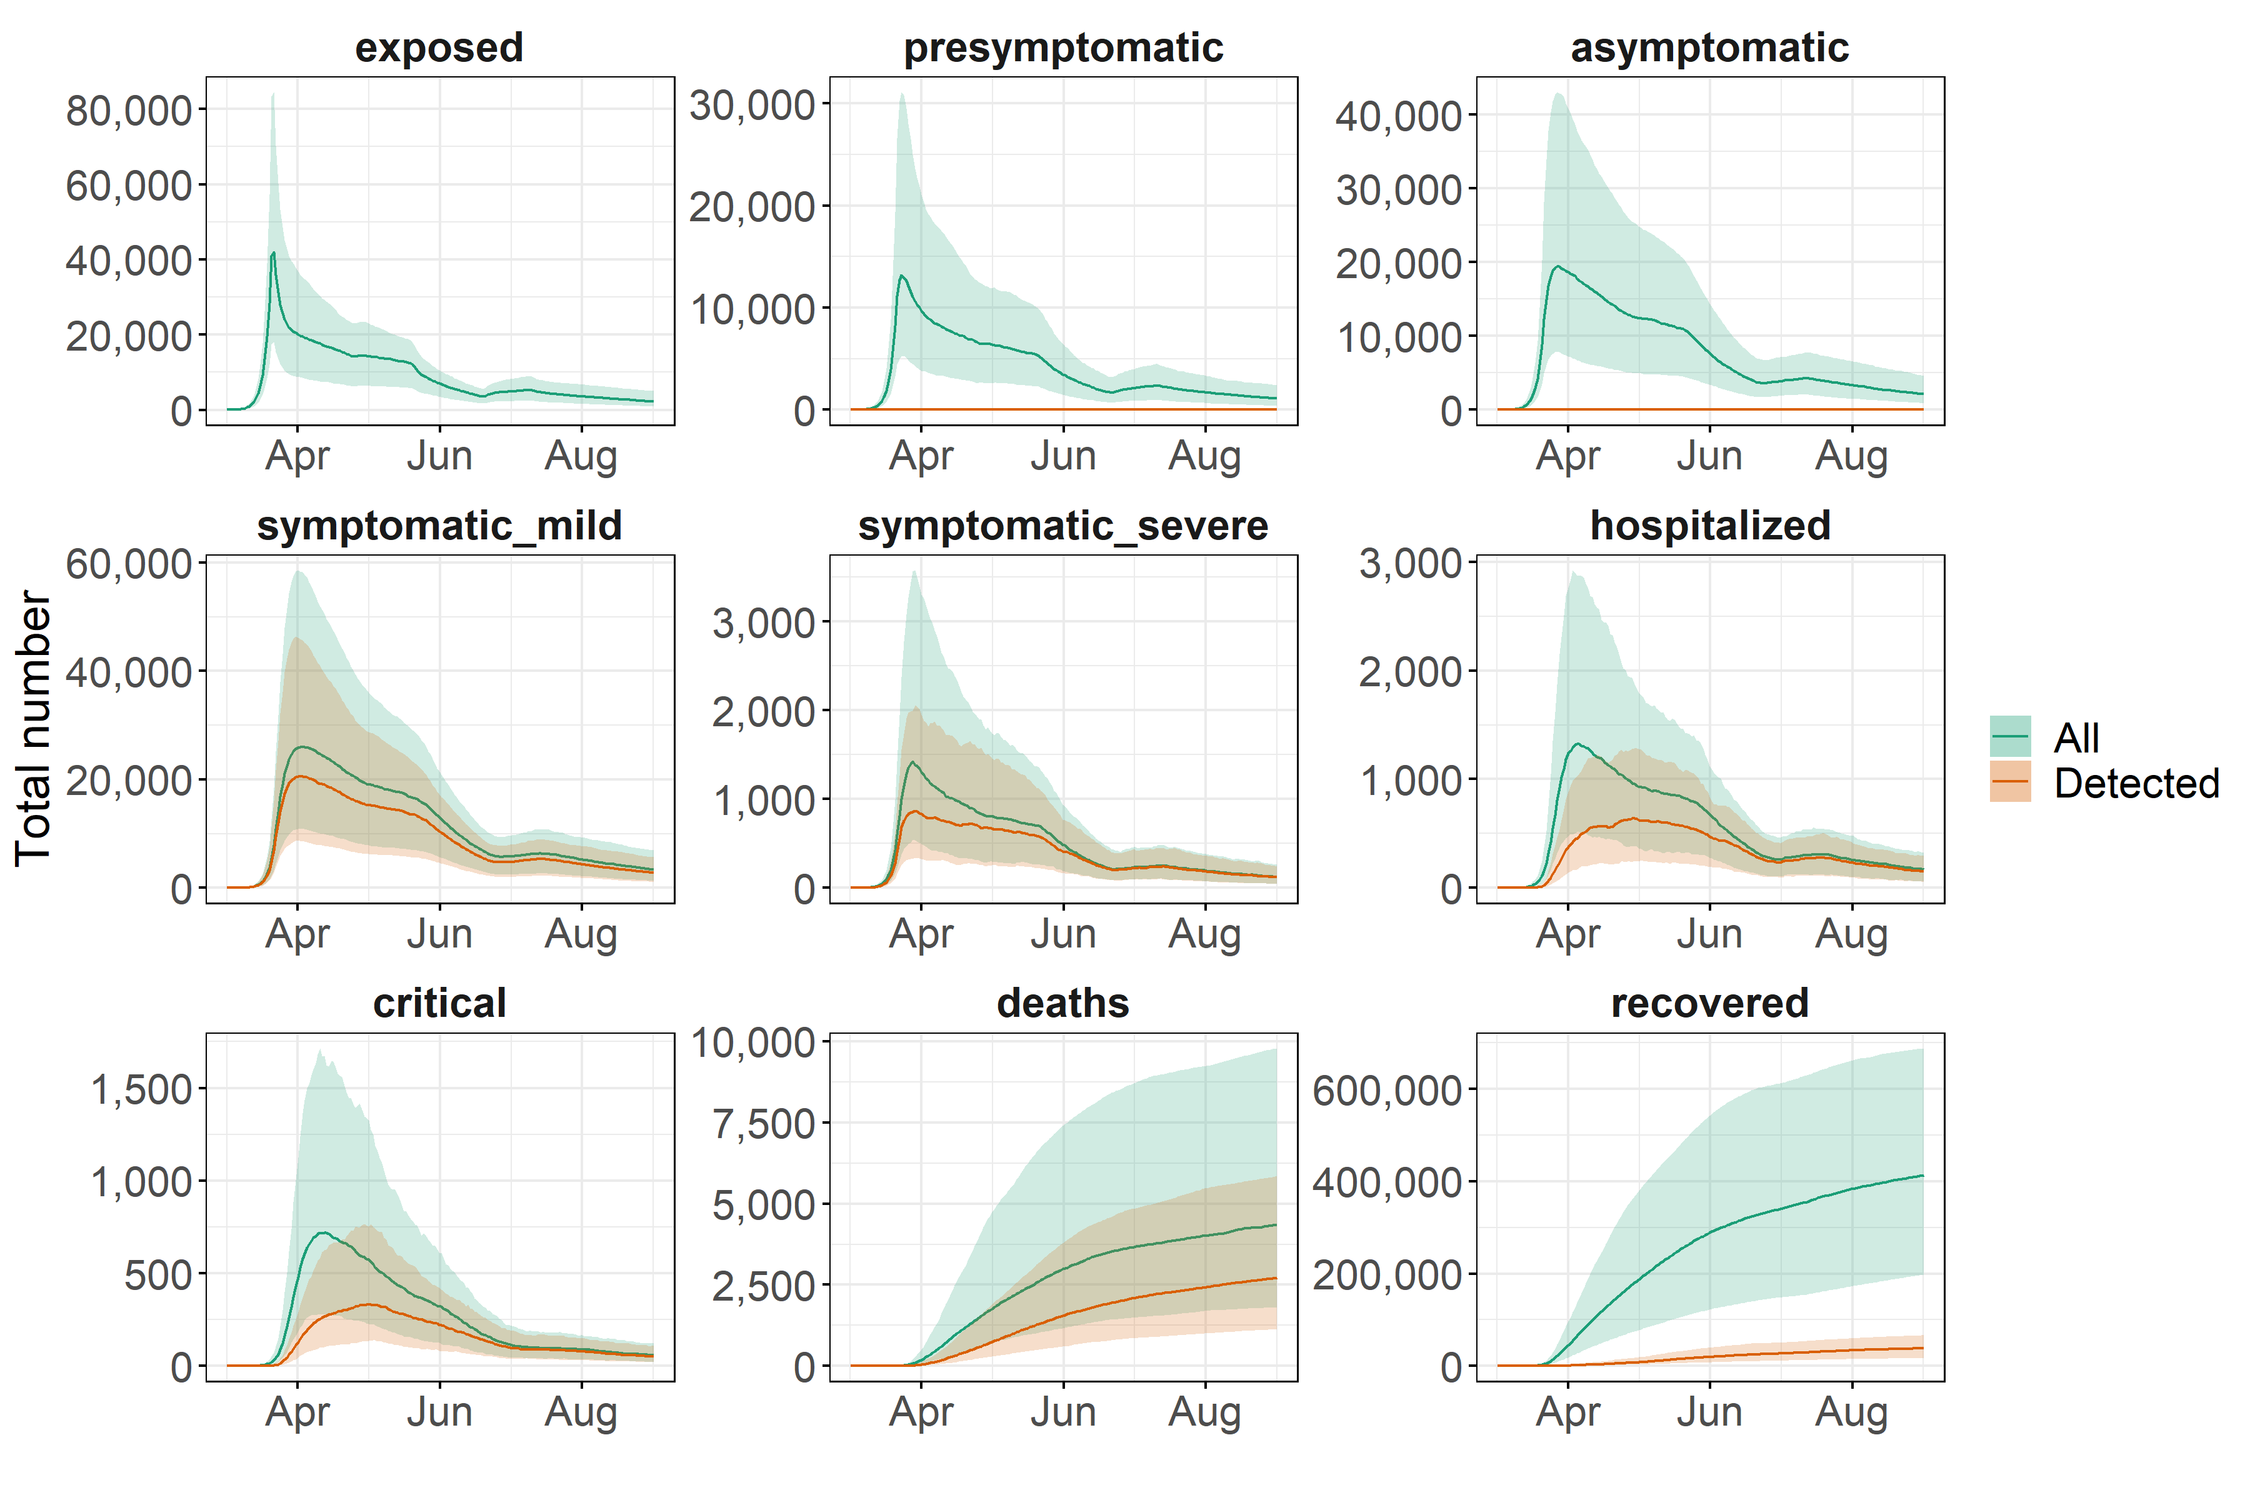 exposed
presymptomatic
asymptomatic
80,000
60,000
40,000
20,000
0
Apr Jun Aug
30,000
20,000
10,000
0
Apr Jun Aug
40,000
30,000
20,000
10,000
0
Apr Jun Aug
Total number
symptomatic_mild
symptomatic_severe
hospitalized
60,000
40,000
20,000
0
Apr Jun Aug
3,000
2,000
1,000
0
Apr Jun Aug
3,000
2,000
1,000
0
Apr Jun Aug
All
Detected
critical
deaths
recovered
1,500
1,000
500
0
Apr Jun Aug
10,000
7,500
5,000
2,500
0
Apr Jun Aug
600,000
400,000
200,000
0
Apr Jun Aug